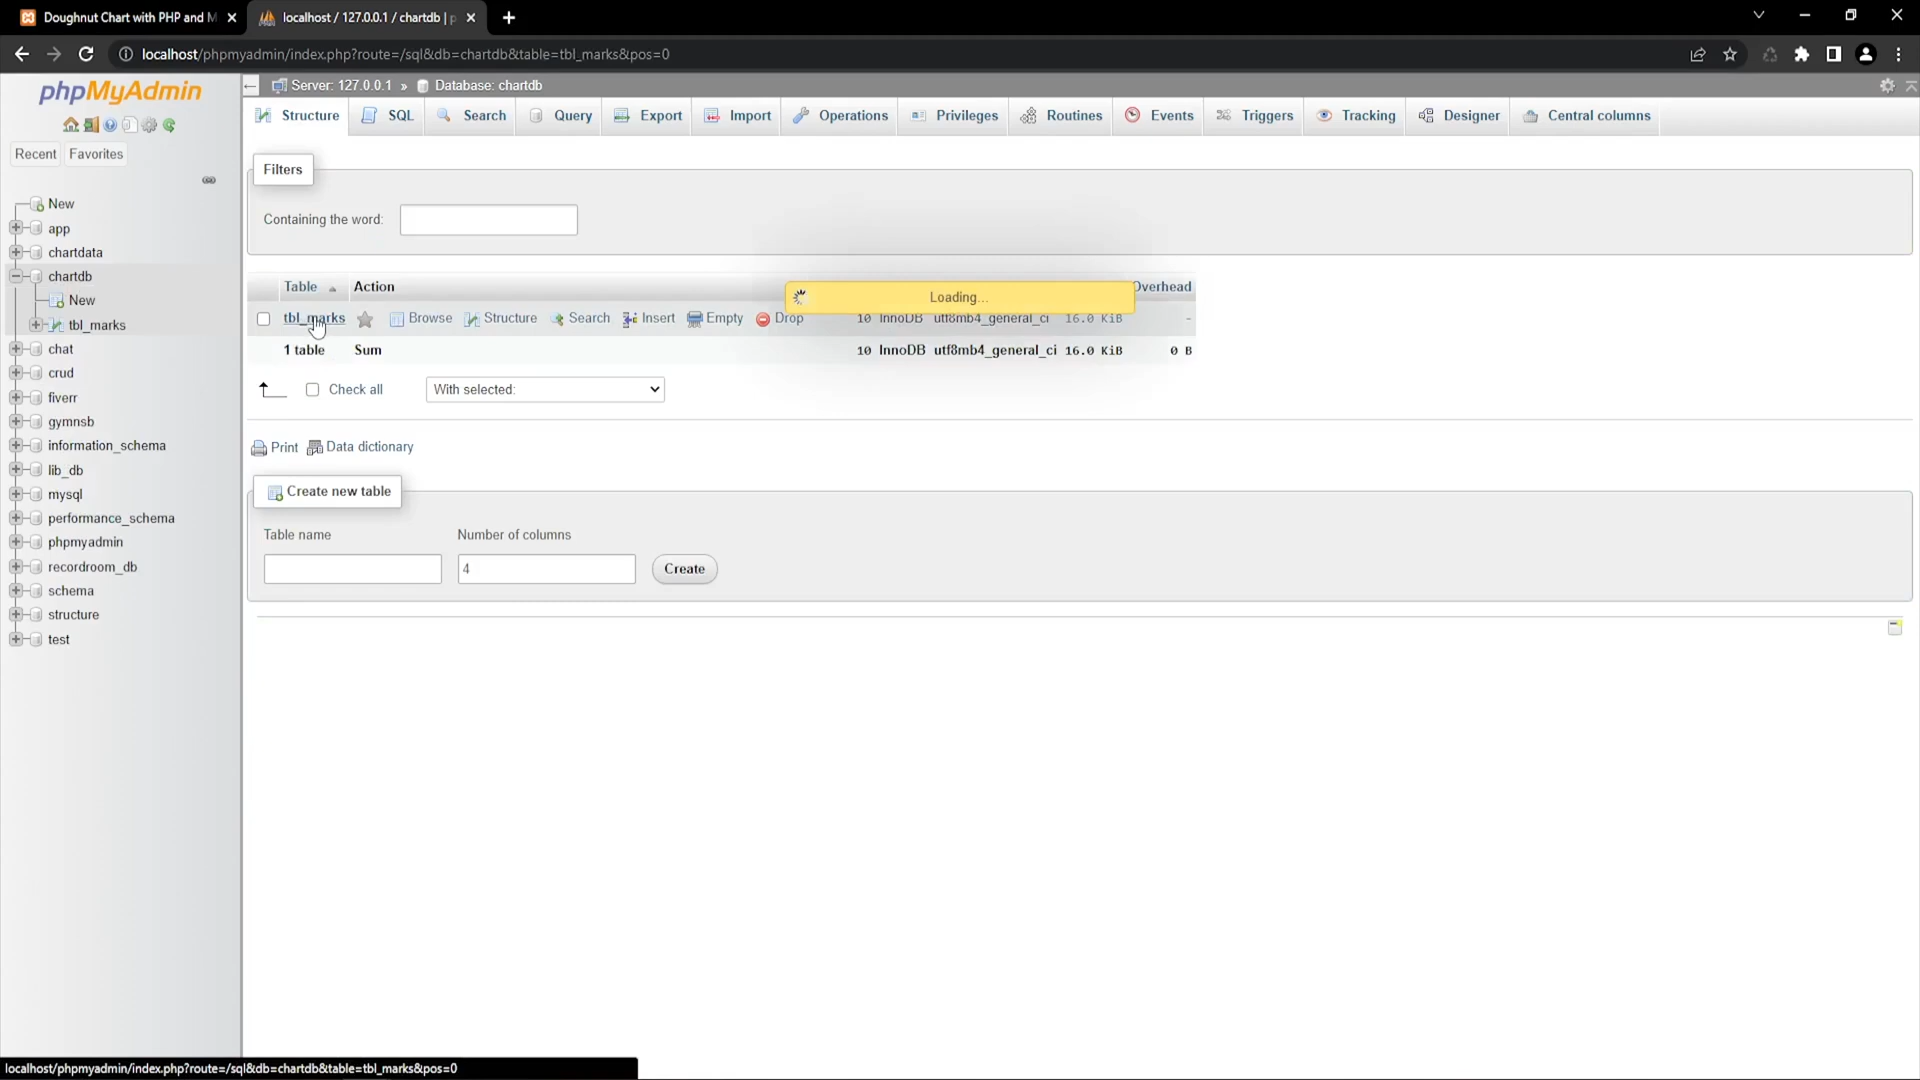 Doughnut Chart with PHP and M
localhost / 127.0.0.1 / chartdb | p
localhost/phpmyadmin/index.php?route=/sql&db=chartdb&table=tbl_marks&pos=0
phpMyAdmin
Recent
Favorites
New
app
chartdata
chartdb
New
tbl_marks
chat
crud
fiverr
gymnsb
information_schema
lib_db
mysql
performance_schema
phpmyadmin
recordroom_db
schema
structure
test
Server: 127.0.0.1 » Database: chartdb
Structure SQL Search Query Export Import Operations Privileges Routines Events Triggers Tracking Designer Central columns
Filters
Containing the word:
Table Action Overhead
Loading...
tbl_marks Browse Structure Search Insert Empty Drop 10 InnoDB utf8mb4_general_ci 16.0 KiB -
1 table Sum 10 InnoDB utf8mb4_general_ci 16.0 KiB 0 B
Check all With selected:
Print Data dictionary
Create new table
Table name Number of columns
4 Create
localhost/phpmyadmin/index.php?route=/sql&db=chartdb&table=tbl_marks&pos=0